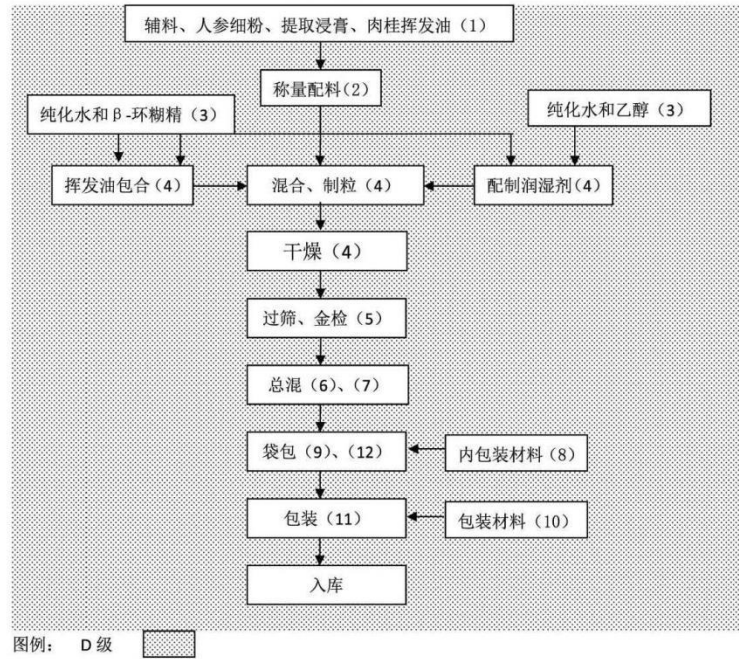 辅料、人参细粉、提取浸膏、肉桂挥发油（1）
称量配料（2）
纯化水和β-环糊精（3）
纯化水和乙醇（3）
挥发油包合（4）
混合、制粒（4）
配制润湿剂（4）
干燥（4）
过筛、金检（5）
总混（6）、（7）
袋包（9）、（12）
内包装材料（8）
包装（11）
包装材料（10）
入库
图例： D 级